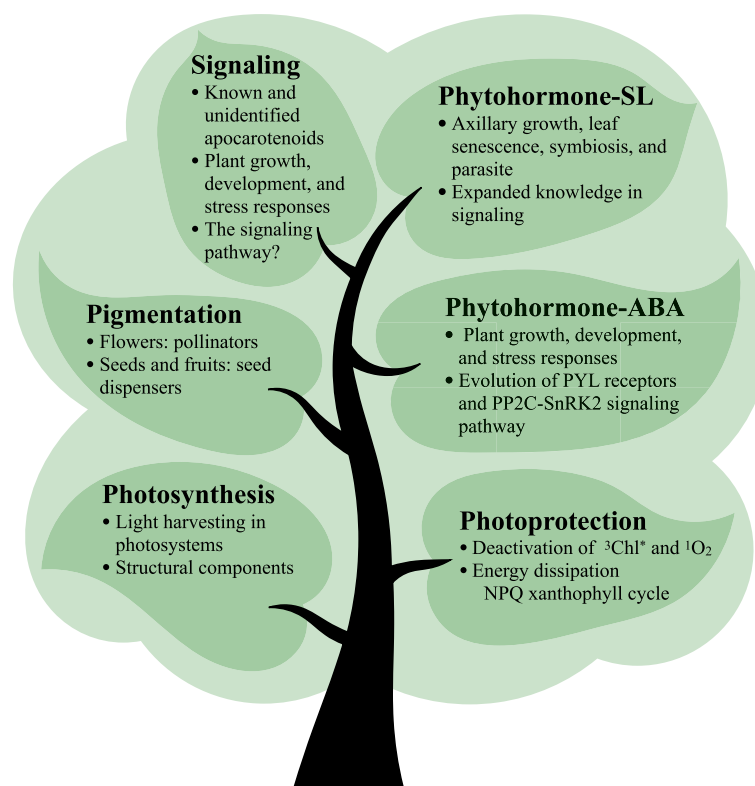 Signaling
• Known and
unidentified
apocarotenoids
• Plant growth,
development, and
stress responses
• The signaling
pathway?
Phytohormone-SL
• Axillary growth, leaf
senescence, symbiosis, and
parasite
• Expanded knowledge in
signaling
Pigmentation
• Flowers: pollinators
• Seeds and fruits: seed
dispersers
Phytohormone-ABA
• Plant growth, development,
and stress responses
• Evolution of PYL receptors
and PP2C-SnRK2 signaling
pathway
Photosynthesis
• Light harvesting in
photosystems
• Structural components
Photoprotection
• Deactivation of ³Chl* and ¹O₂
• Energy dissipation
NPQ xanthophyll cycle